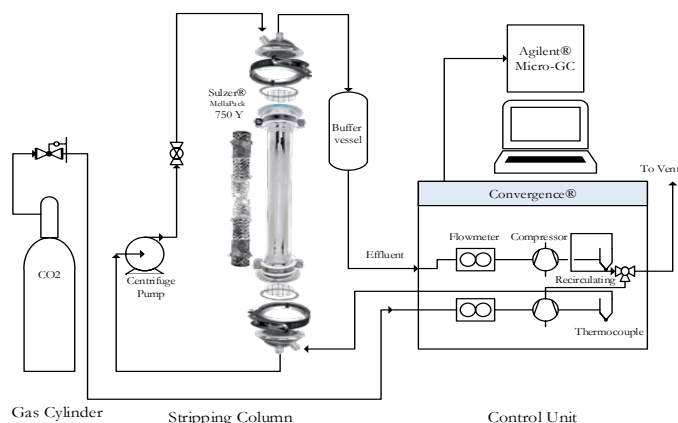 Agilent®
Micro-GC
Sulzer®
MellaPack
750 Y
Buffer
vessel
To Vent
Convergence®
CO2
Centrifuge
Pump
Effluent
Flowmeter
Compressor
Recirculating
Thermocouple
Gas Cylinder
Stripping Column
Control Unit